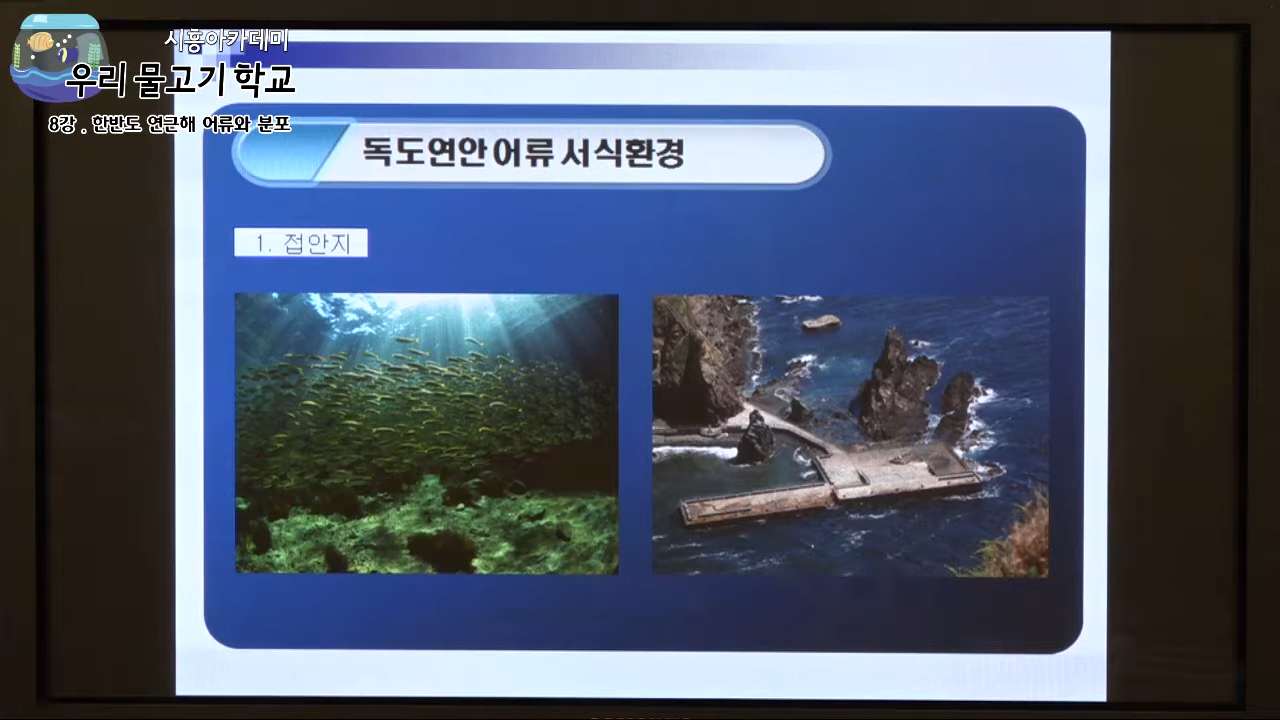 시흥아카데미
우리 물고기 학교
8강 . 한반도 연근해 어류와 분포
독도연안 어류 서식환경
1. 접안지